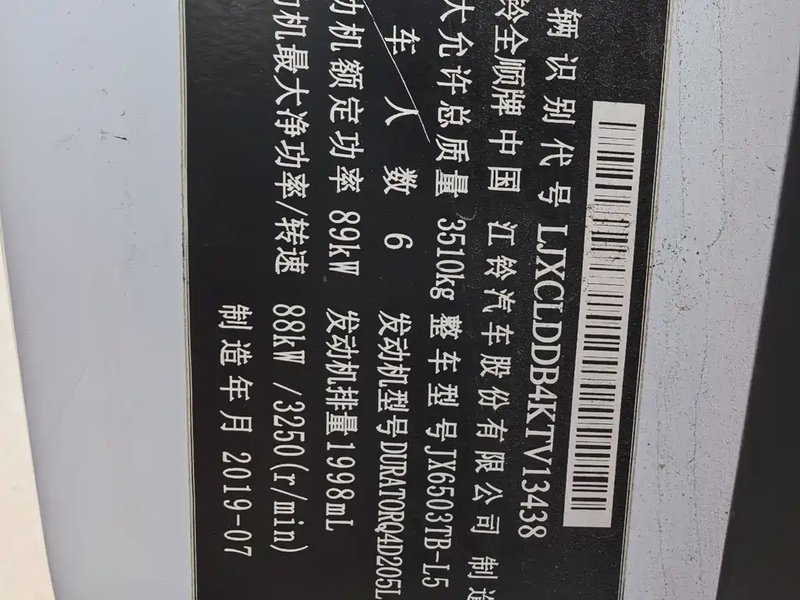 辆识别代号 LJXCLDDB4KTV13438
铃全顺牌 中国 江铃汽车股份有限公司 制造
大允许总质量 3510kg 整车型号 JX6503TB-L5
车人数 6 发动机型号 DURATORQ4D205L
动机额定功率 89kW 发动机排量 1998mL
动机最大净功率/转速 88kW /3250(r/min)
制造年月 2019-07